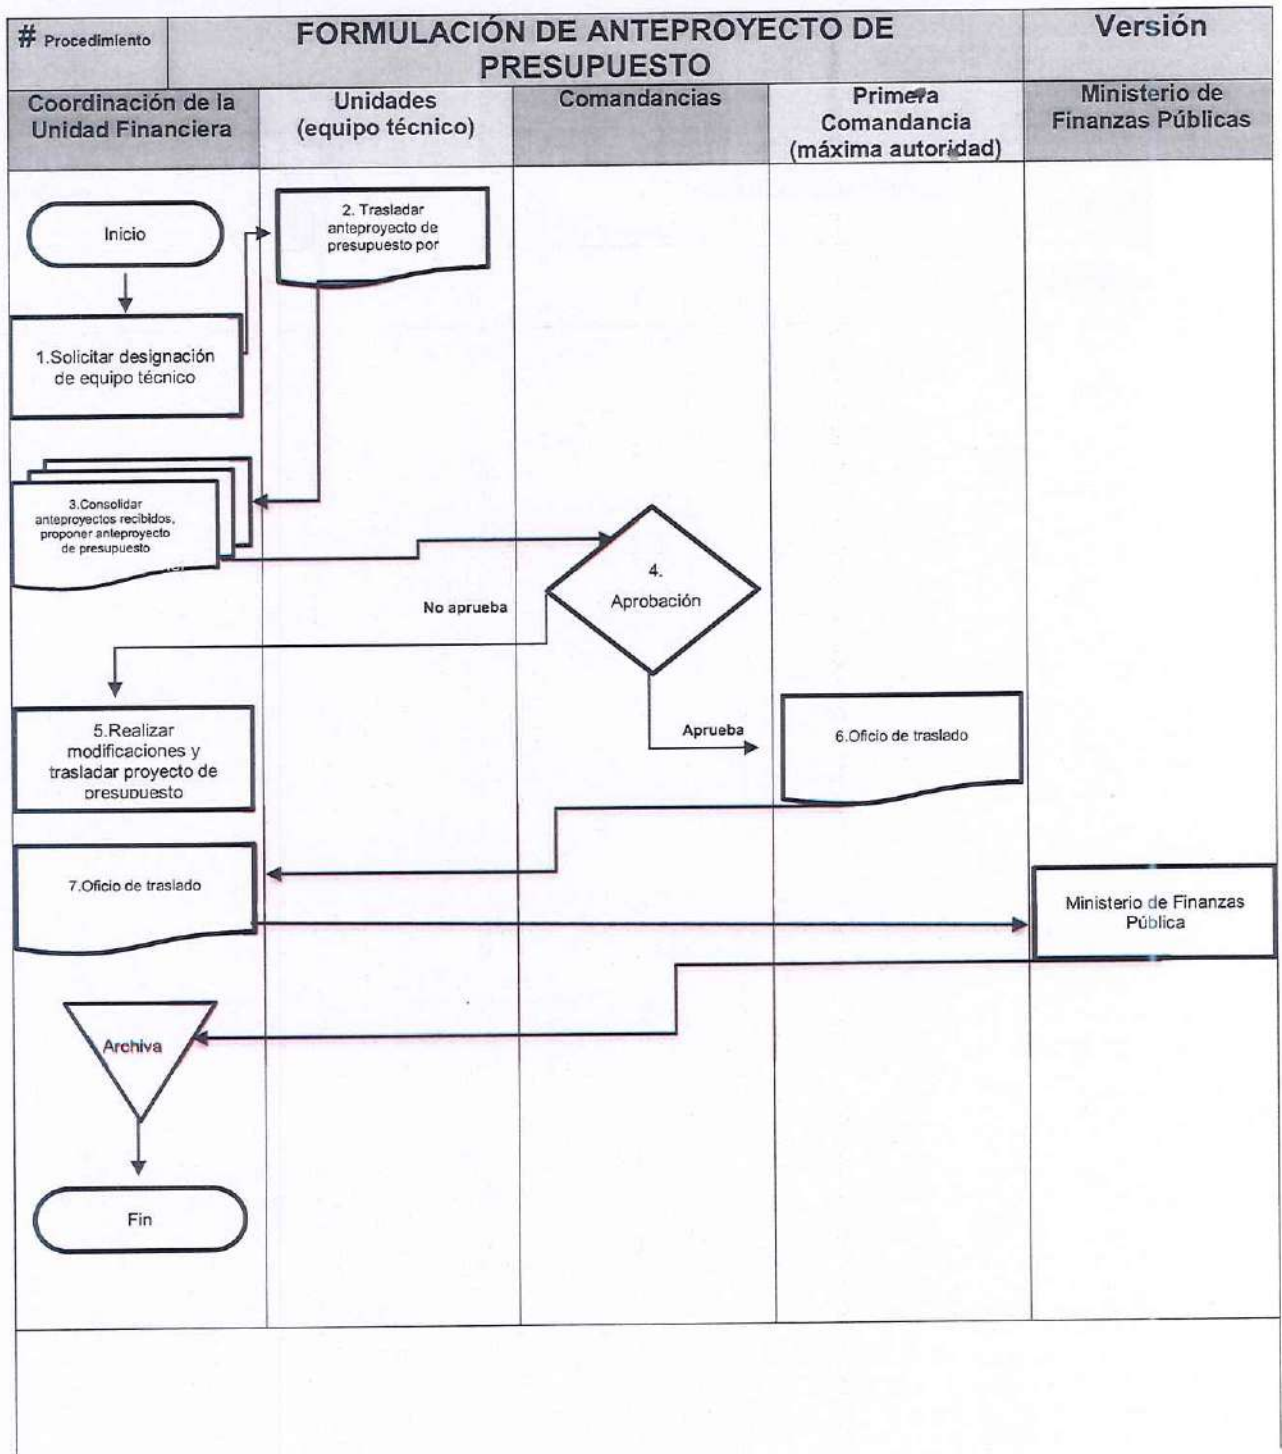 # Procedimiento
FORMULACIÓN DE ANTEPROYECTO DE
PRESUPUESTO
Versión
Coordinación de la
Unidad Financiera
Unidades
(equipo técnico)
Comandancias
Primera
Comandancia
(máxima autoridad)
Ministerio de
Finanzas Públicas
Inicio
2. Trasladar
anteproyecto de
presupuesto por
1.Solicitar designación
de equipo técnico
3.Consolidar
anteproyectos recibidos,
proponer anteproyecto
de presupuesto
4.
Aprobación
No aprueba
5.Realizar
modificaciones y
trasladar proyecto de
presupuesto
Aprueba
6.Oficio de traslado
7.Oficio de traslado
Ministerio de Finanzas
Pública
Archiva
Fin